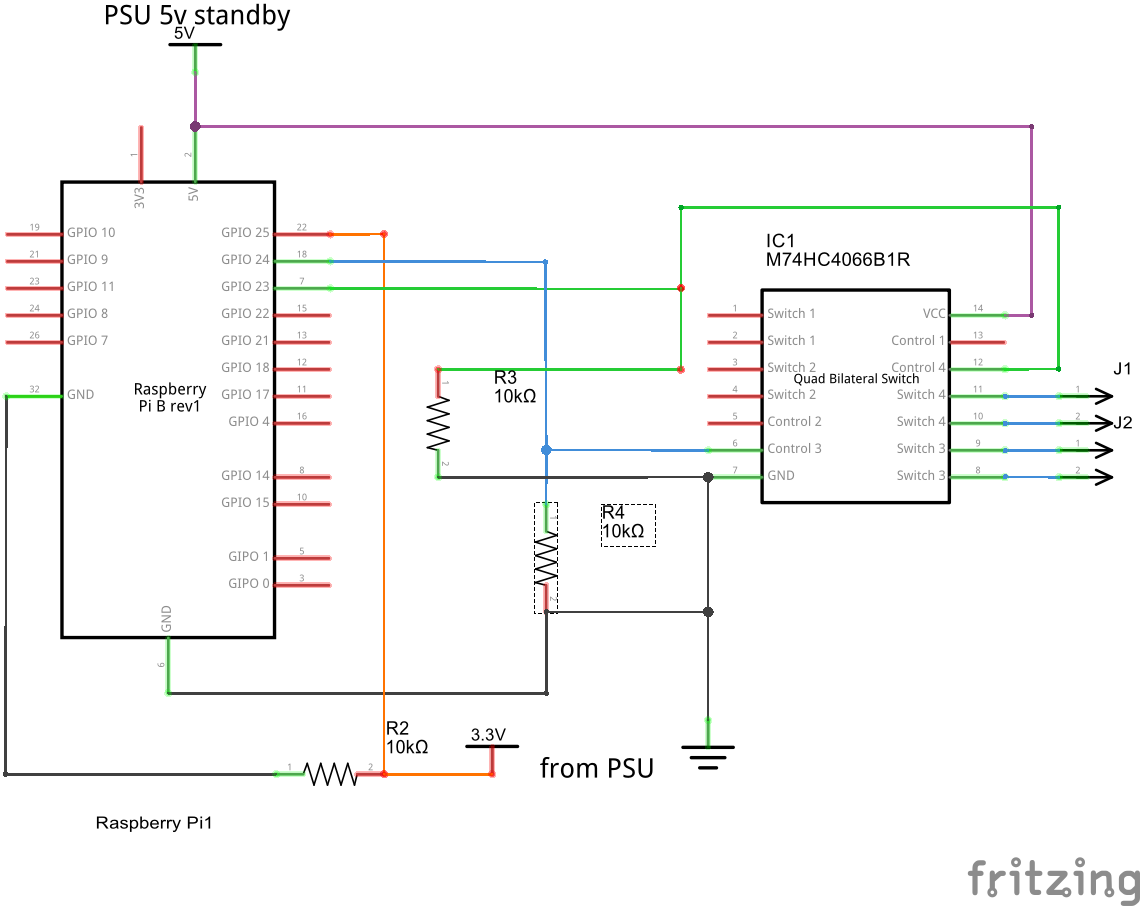 PSU 5v standby
5V
1
2
3V3
5V
19
GPIO 10
GPIO 25
22
21
GPIO 9
GPIO 24
18
23
GPIO 11
GPIO 23
7
24
GPIO 8
GPIO 22
15
26
GPIO 7
GPIO 21
13
GPIO 18
12
32
GND
GPIO 17
11
GPIO 4
16
GPIO 14
8
GPIO 15
10
GIPO 1
5
GIPO 0
3
Raspberry
Pi B rev1
GND
6
R3
10kΩ
1
2
R4
10kΩ
1
2
IC1
M74HC4066B1R
1
Switch 1
VCC
14
2
Switch 1
Control 1
13
3
Switch 2
Control 4
12
Quad Bilateral Switch
4
Switch 2
Switch 4
11
5
Control 2
Switch 4
10
6
Control 3
Switch 3
9
7
GND
Switch 3
8
J1
1
2
J2
1
2
R2
10kΩ
1
2
3.3V
from PSU
Raspberry Pi1
fritzing